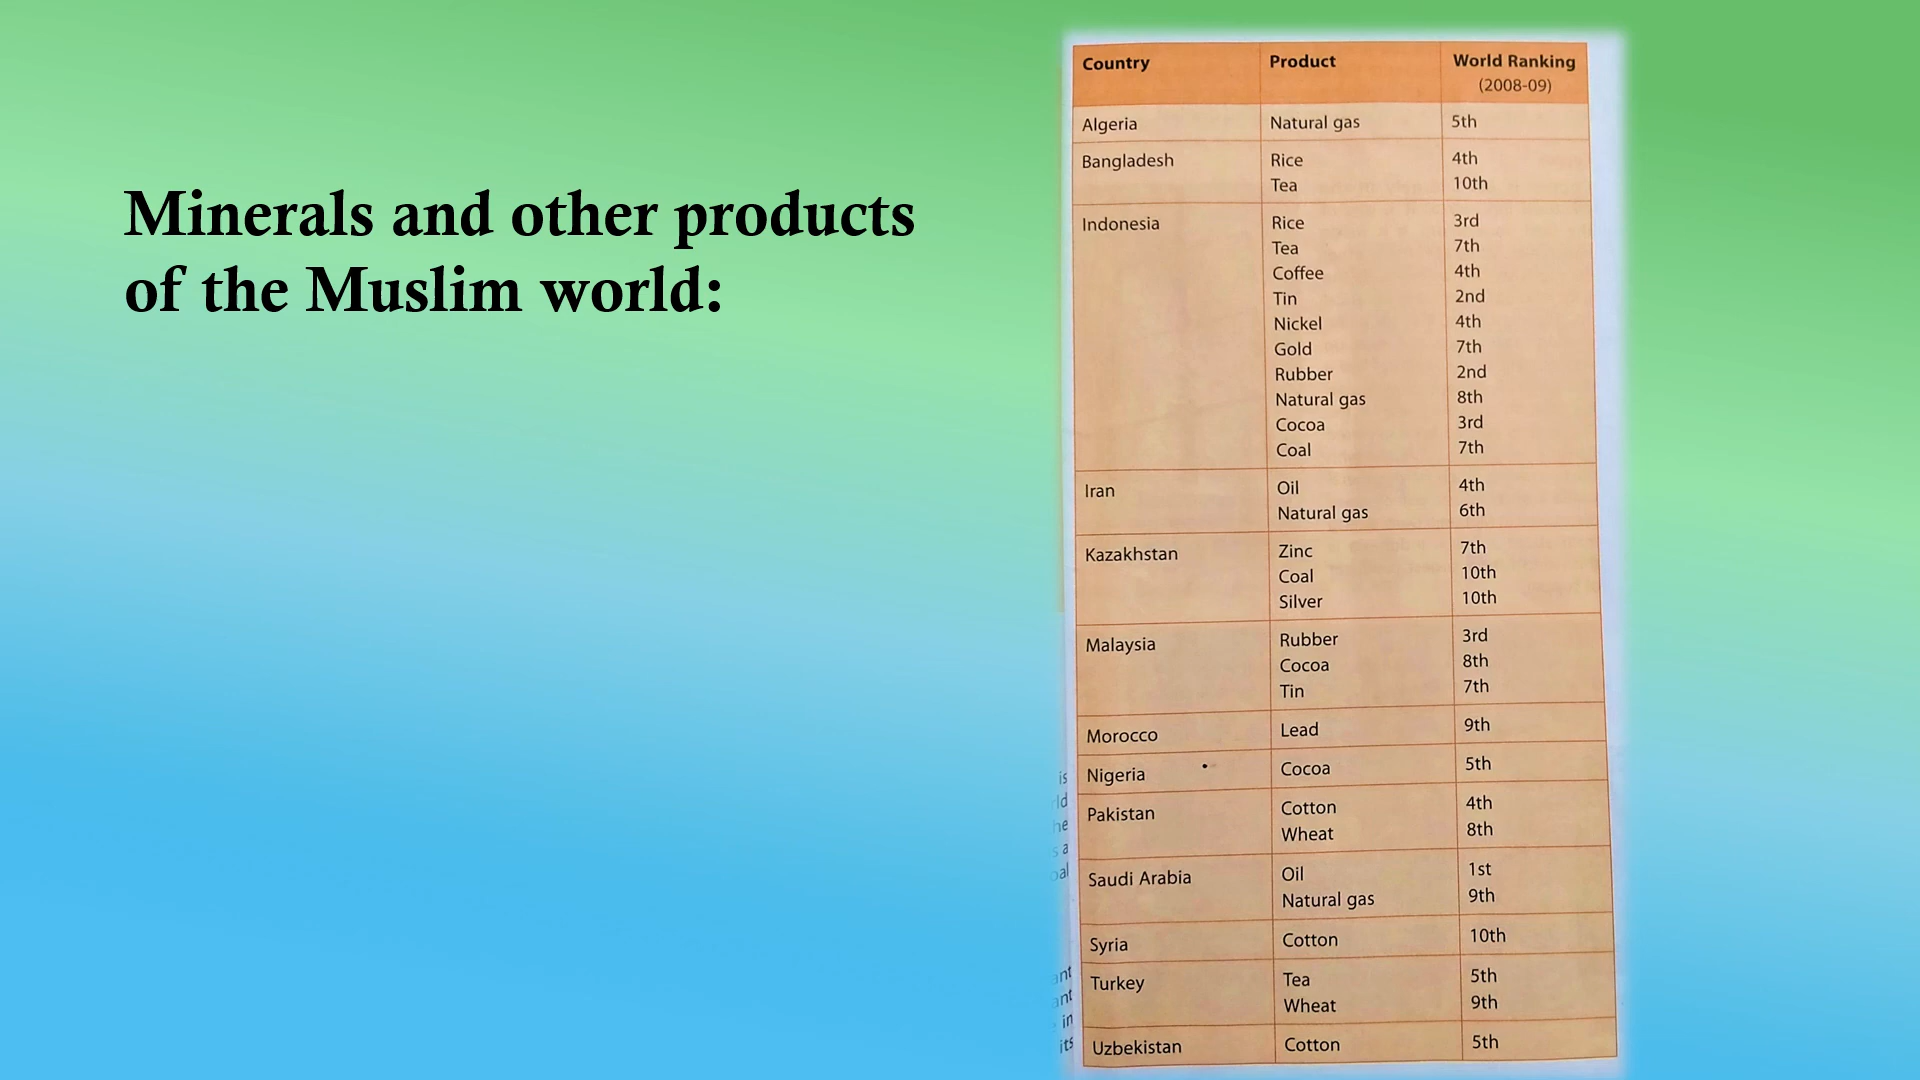 Minerals and other products
of the Muslim world:
Country Product World Ranking
(2008-09)
Algeria Natural gas 5th
Bangladesh Rice 4th
Tea 10th
Indonesia Rice 3rd
Tea 7th
Coffee 4th
Tin 2nd
Nickel 4th
Gold 7th
Rubber 2nd
Natural gas 8th
Cocoa 3rd
Coal 7th
Iran Oil 4th
Natural gas 6th
Kazakhstan Zinc 7th
Coal 10th
Silver 10th
Malaysia Rubber 3rd
Cocoa 8th
Tin 7th
Morocco Lead 9th
Nigeria Cocoa 5th
Pakistan Cotton 4th
Wheat 8th
Saudi Arabia Oil 1st
Natural gas 9th
Syria Cotton 10th
Turkey Tea 5th
Wheat 9th
Uzbekistan Cotton 5th
is
in
its